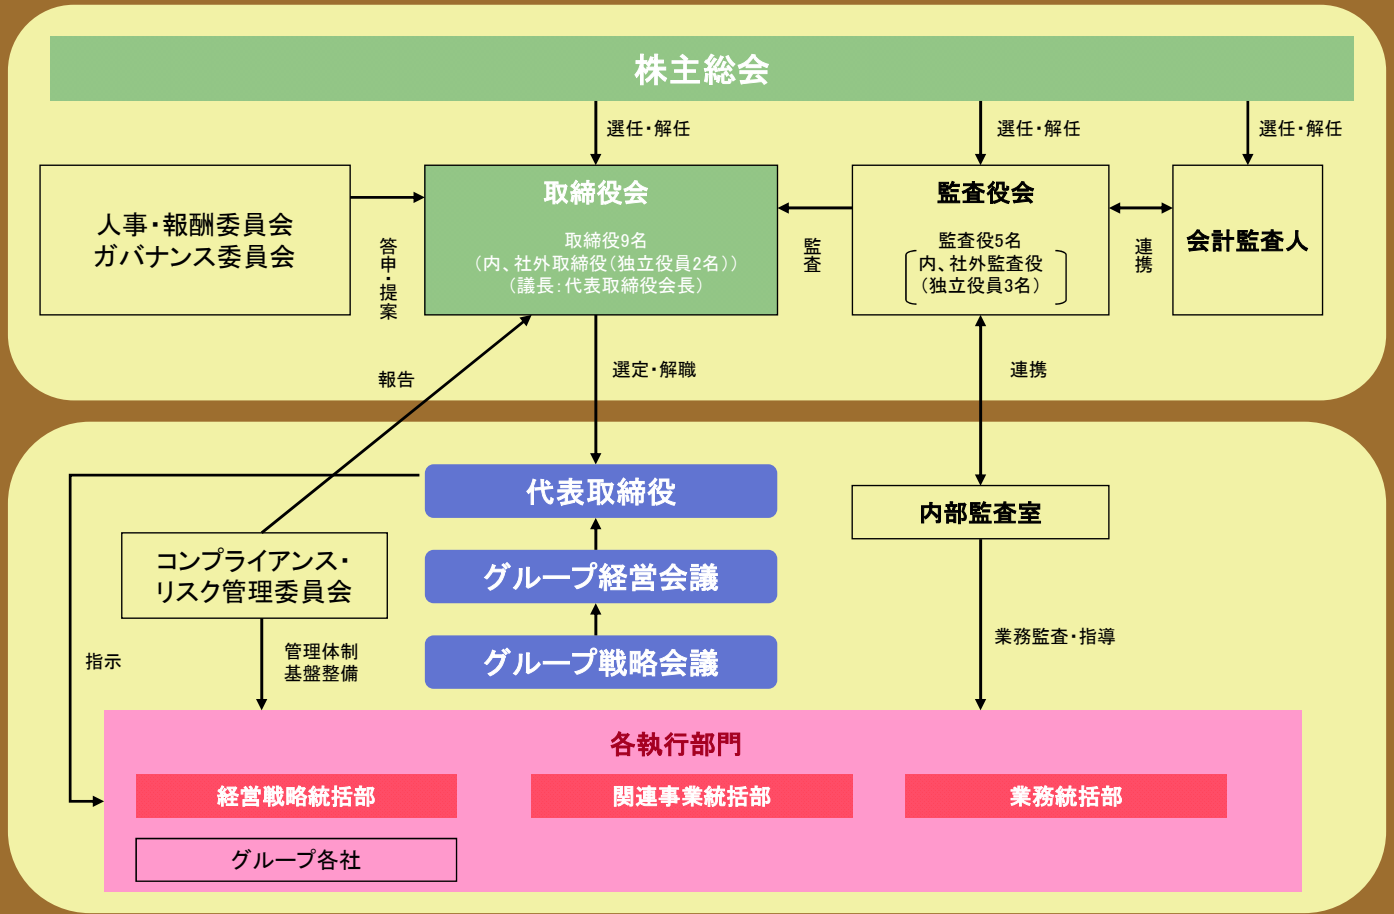 株主総会
選任・解任
選任・解任
選任・解任
人事・報酬委員会
ガバナンス委員会
答申・提案
取締役会
取締役9名
（内、社外取締役（独立役員2名））
（議長：代表取締役会長）
監査
監査役会
監査役5名
内、社外監査役
（独立役員3名）
連携
会計監査人
報告
選定・解職
連携
代表取締役
内部監査室
コンプライアンス・
リスク管理委員会
グループ経営会議
グループ戦略会議
指示
管理体制
基盤整備
業務監査・指導
各執行部門
経営戦略統括部
関連事業統括部
業務統括部
グループ各社